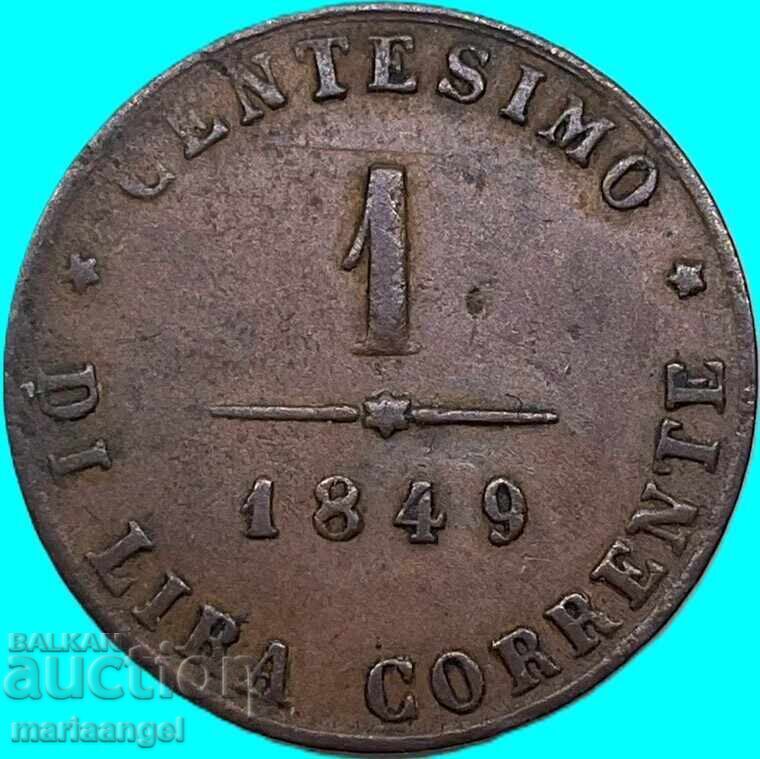 CENTESIMO
1
1849
DI LIRA CORRENTE
BALKAN
auction
mariaangel